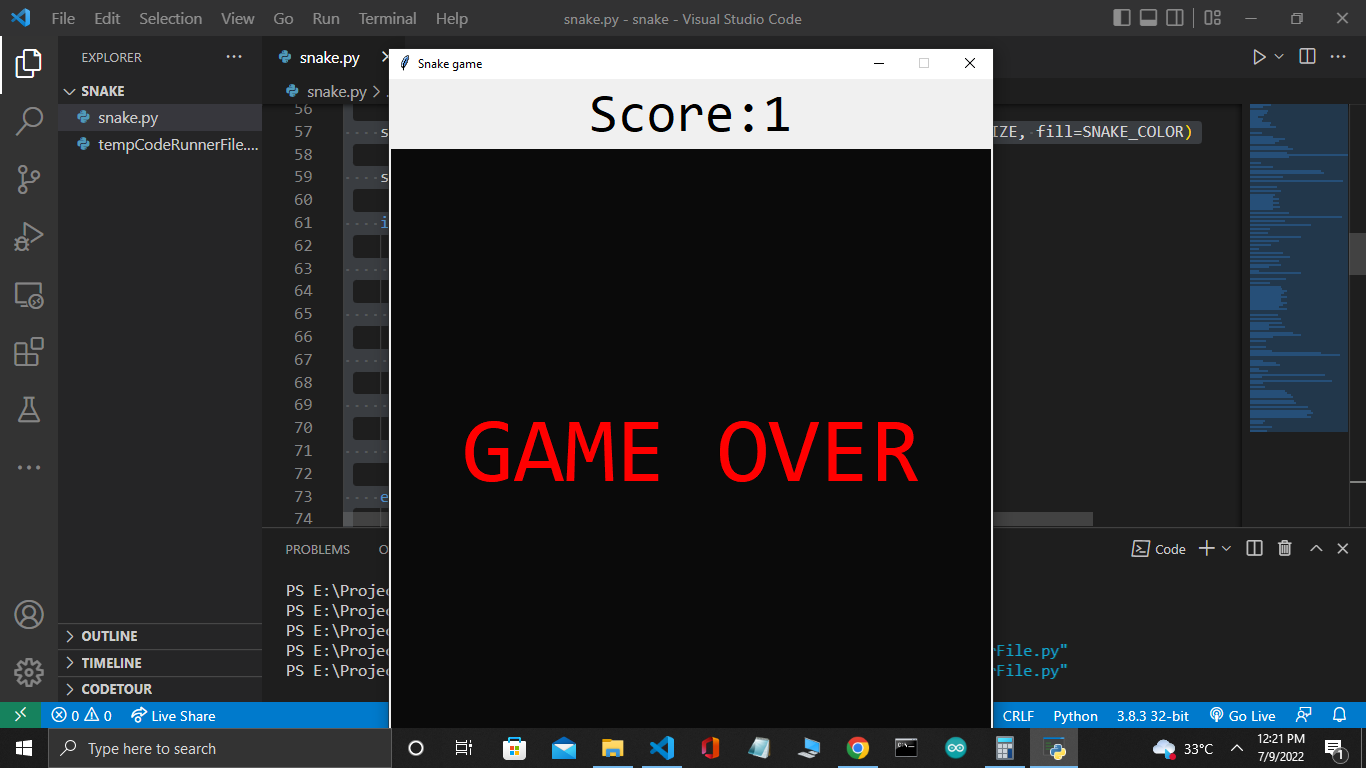 File Edit Selection View Go Run Terminal Help
snake.py - snake - Visual Studio Code
EXPLORER
SNAKE
snake.py
tempCodeRunnerFile....
OUTLINE
TIMELINE
CODETOUR
snake.py
snake.py
Snake game
Score:1
GAME OVER
56
57 s IZE, fill=SNAKE_COLOR)
58
59 s
60
61 i
62
63
64
65
66
67
68
69
70
71
72
73 e
74
PROBLEMS O
Code
PS E:\Projec
PS E:\Projec
PS E:\Projec
PS E:\Projec rFile.py"
PS E:\Projec rFile.py"
0 0 Live Share CRLF Python 3.8.3 32-bit Go Live
Type here to search
33°C
12:21 PM
7/9/2022
1